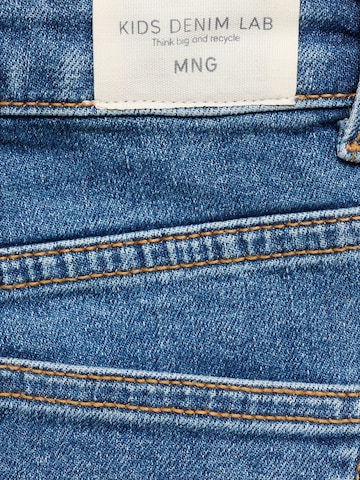 KIDS DENIM LAB
Think big and recycle
MNG